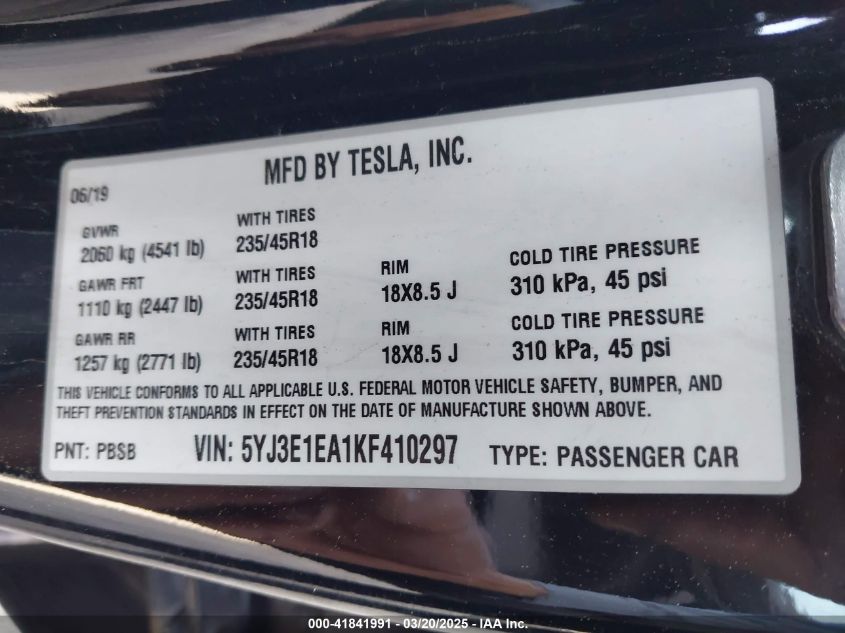 MFD BY TESLA, INC.
06/19
GVWR
2060 kg (4541 lb)
WITH TIRES
235/45R18
GAWR FRT
1110 kg (2447 lb)
WITH TIRES
235/45R18
RIM
18X8.5 J
COLD TIRE PRESSURE
310 kPa, 45 psi
GAWR RR
1257 kg (2771 lb)
WITH TIRES
235/45R18
RIM
18X8.5 J
COLD TIRE PRESSURE
310 kPa, 45 psi
THIS VEHICLE CONFORMS TO ALL APPLICABLE U.S. FEDERAL MOTOR VEHICLE SAFETY, BUMPER, AND
THEFT PREVENTION STANDARDS IN EFFECT ON THE DATE OF MANUFACTURE SHOWN ABOVE.
PNT: PBSB
VIN: 5YJ3E1EA1KF410297
TYPE: PASSENGER CAR
000-41841991 - 03/20/2025 - IAA Inc.